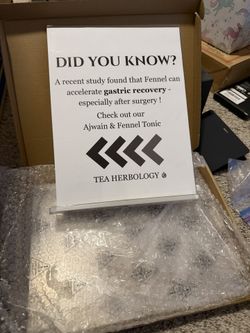 DID YOU KNOW?
A recent study found that Fennel can
accelerate gastric recovery -
especially after surgery !
Check out our
Ajwain & Fennel Tonic
TEA HERBOLOGY